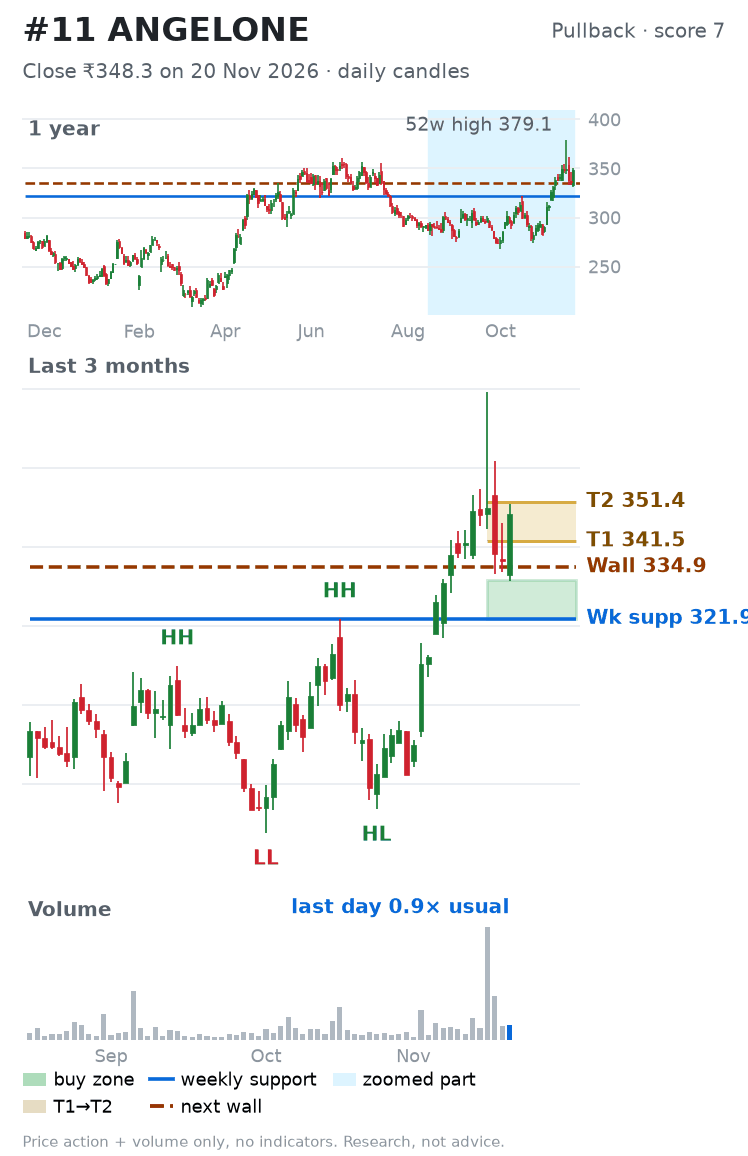 #11 ANGELONE
Pullback · score 7
Close ₹348.3 on 20 Nov 2026 · daily candles
1 year
52w high 379.1
400
350
300
250
Dec Feb Apr Jun Aug Oct
Last 3 months
T2 351.4
T1 341.5
Wall 334.9
Wk supp 321.9
HH
HH
HL
LL
Volume
last day 0.9× usual
Sep Oct Nov
buy zone weekly support zoomed part
T1→T2 next wall
Price action + volume only, no indicators. Research, not advice.